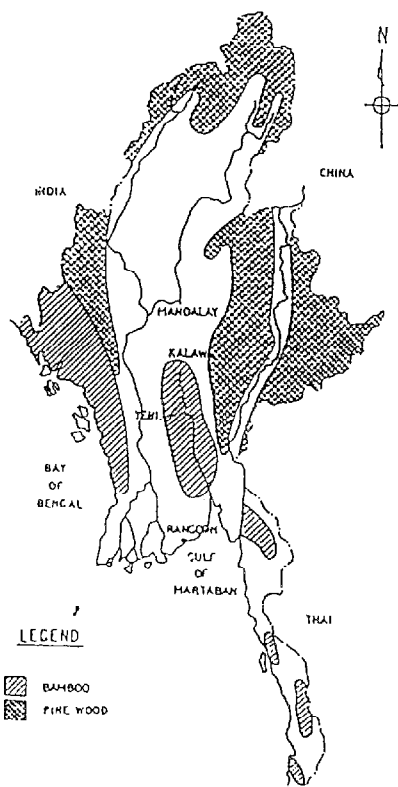 N
CHINA
INDIA
MANDALAY
KALAW
BAY
OF
BENGAL
RANGOON
GULF
OF
MARTABAN
THAI
LEGEND
BAMBOO
PINE WOOD